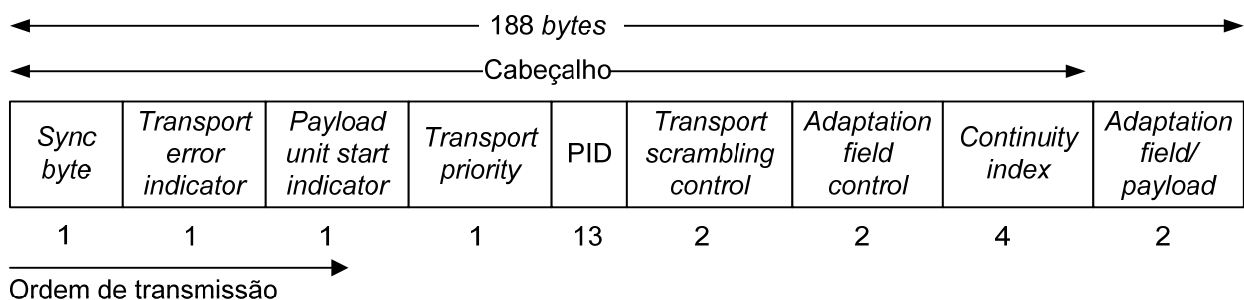 188 bytes
Cabeçalho
Sync byte
Transport error indicator
Payload unit start indicator
Transport priority
PID
Transport scrambling control
Adaptation field control
Continuity index
Adaptation field/ payload
1 1 1 1 13 2 2 4 2
Ordem de transmissão